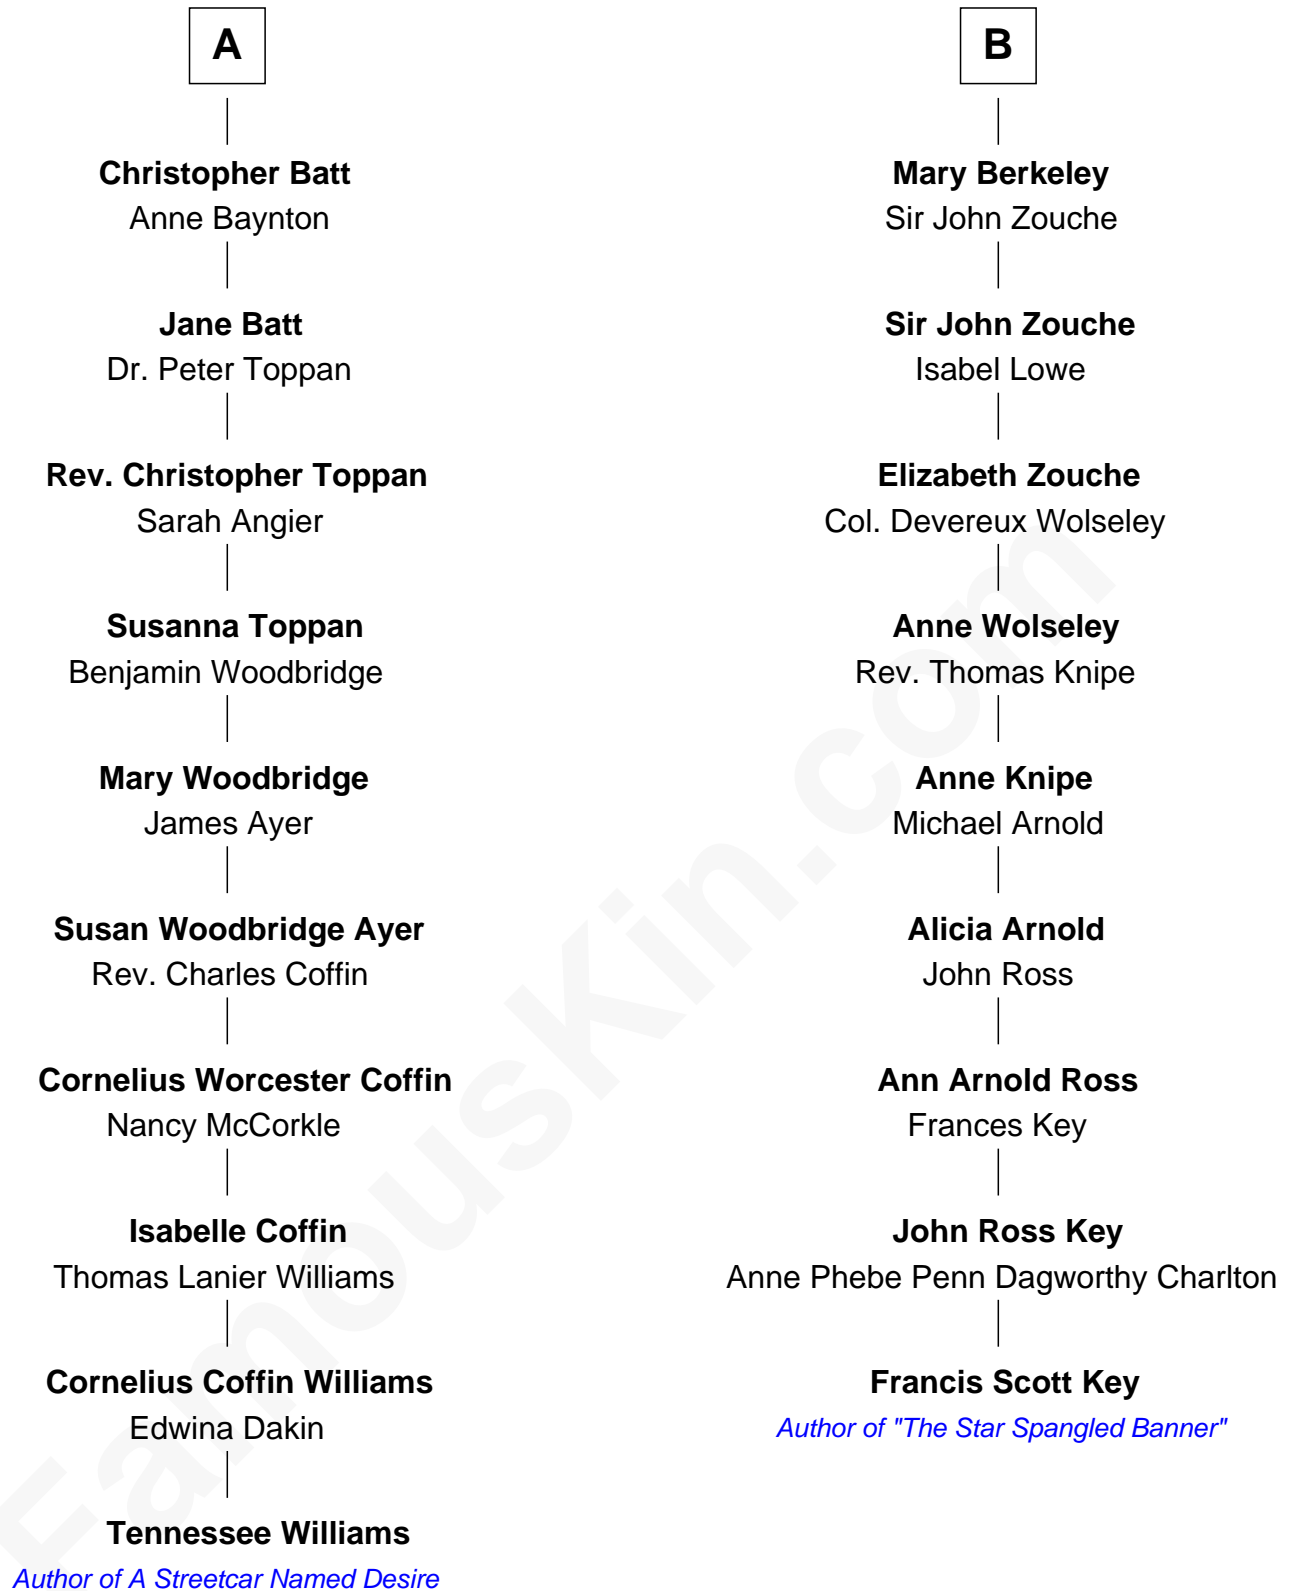 A
Christopher Batt
Anne Baynton
Jane Batt
Dr. Peter Toppan
Rev. Christopher Toppan
Sarah Angier
Susanna Toppan
Benjamin Woodbridge
Mary Woodbridge
James Ayer
Susan Woodbridge Ayer
Rev. Charles Coffin
Cornelius Worcester Coffin
Nancy McCorkle
Isabelle Coffin
Thomas Lanier Williams
Cornelius Coffin Williams
Edwina Dakin
Tennessee Williams
Author of A Streetcar Named Desire
B
Mary Berkeley
Sir John Zouche
Sir John Zouche
Isabel Lowe
Elizabeth Zouche
Col. Devereux Wolseley
Anne Wolseley
Rev. Thomas Knipe
Anne Knipe
Michael Arnold
Alicia Arnold
John Ross
Ann Arnold Ross
Frances Key
John Ross Key
Anne Phebe Penn Dagworthy Charlton
Francis Scott Key
Author of "The Star Spangled Banner"
FamousKin.com